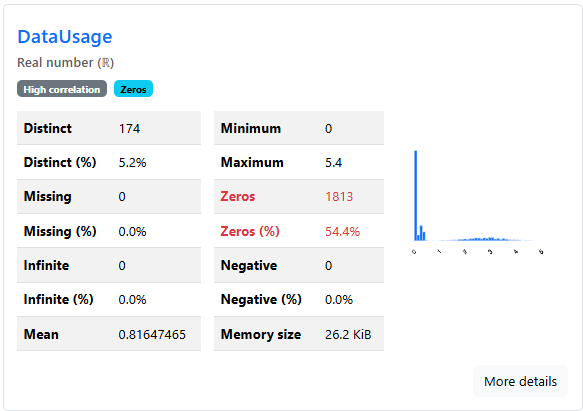 DataUsage
Real number (ℝ)
High correlation Zeros
Distinct 174
Distinct (%) 5.2%
Missing 0
Missing (%) 0.0%
Infinite 0
Infinite (%) 0.0%
Mean 0.81647465
Minimum 0
Maximum 5.4
Zeros 1813
Zeros (%) 54.4%
Negative 0
Negative (%) 0.0%
Memory size 26.2 KiB
0 1 2 3 4 5
More details